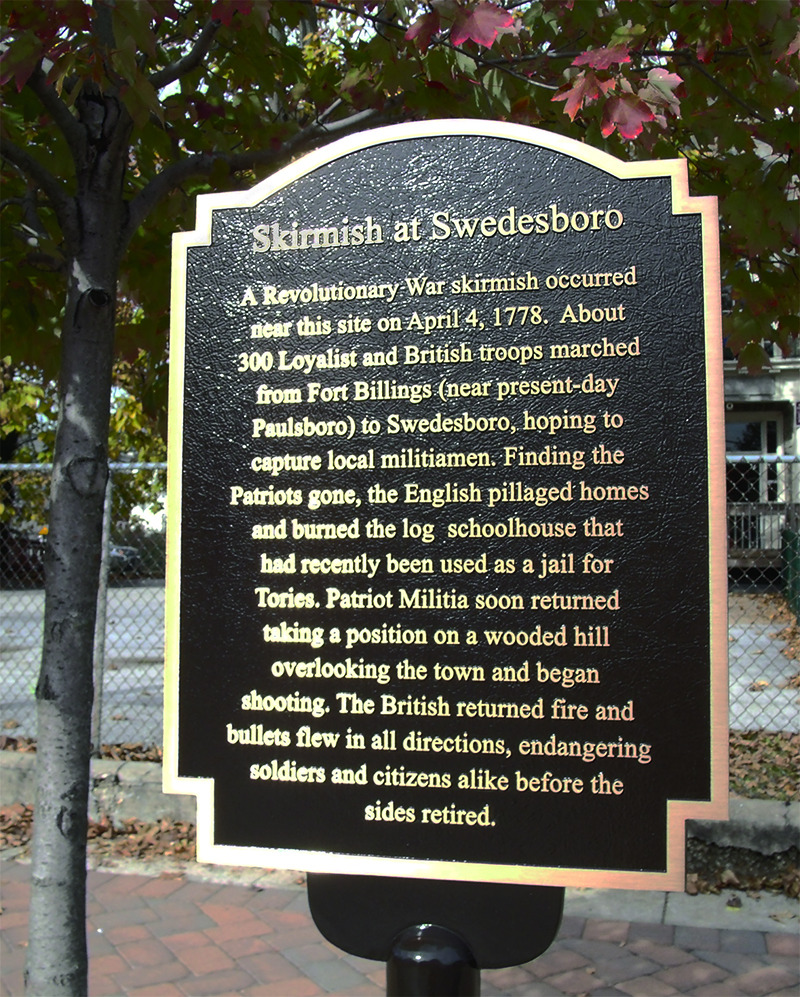 Skirmish at Swedesboro
A Revolutionary War skirmish occurred
near this site on April 4, 1778.  About
300 Loyalist and British troops marched
from Fort Billings (near present-day
Paulsboro) to Swedesboro, hoping to
capture local militiamen. Finding the
Patriots gone, the English pillaged homes
and burned the log  schoolhouse that
had recently been used as a jail for
Tories. Patriot Militia soon returned
taking a position on a wooded hill
overlooking the town and began
shooting. The British returned fire and
bullets flew in all directions, endangering
soldiers and citizens alike before the
sides retired.